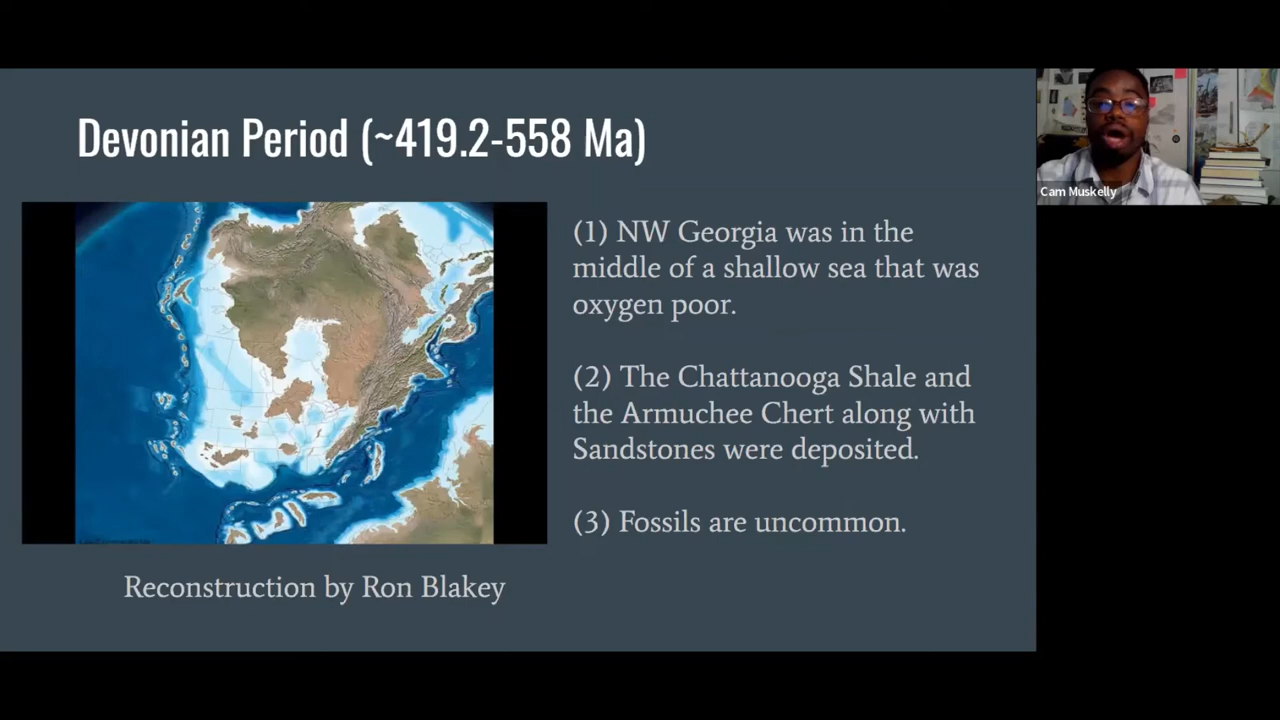 Devonian Period (~419.2-558 Ma)
Cam Muskelly
(1) NW Georgia was in the
middle of a shallow sea that was
oxygen poor.
(2) The Chattanooga Shale and
the Armuchee Chert along with
Sandstones were deposited.
(3) Fossils are uncommon.
Reconstruction by Ron Blakey